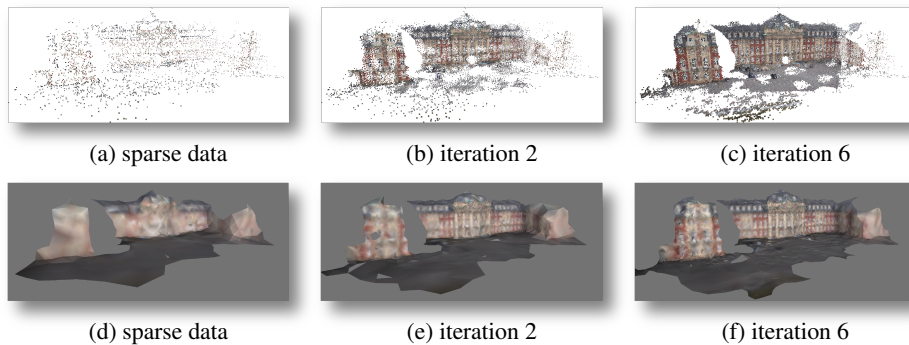 (a) sparse data
(b) iteration 2
(c) iteration 6
(d) sparse data
(e) iteration 2
(f) iteration 6